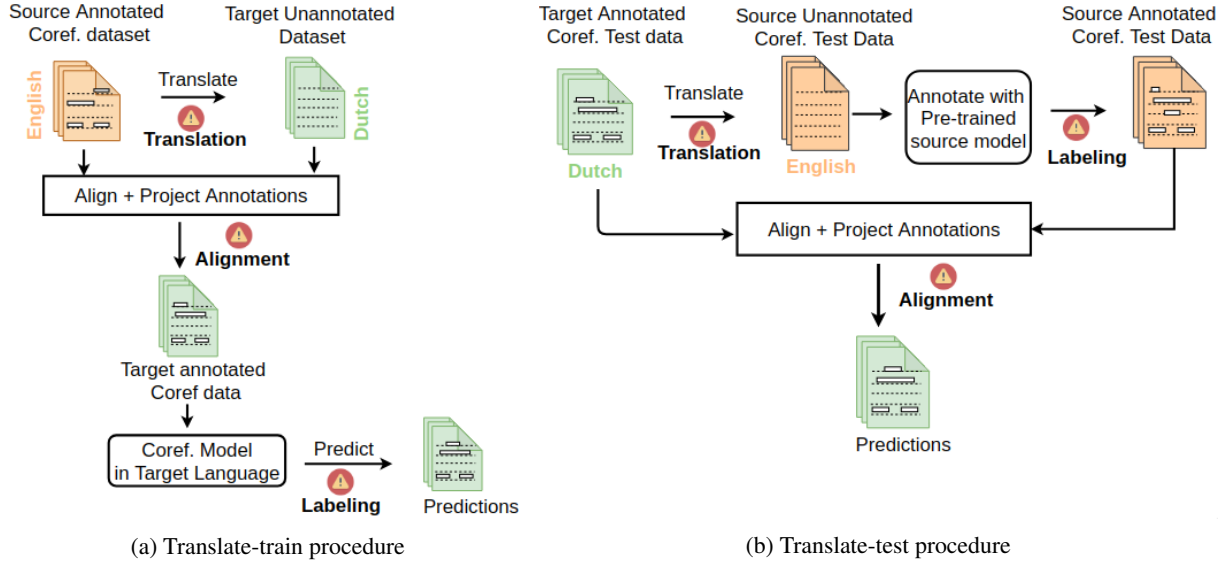 Source Annotated
Coref. dataset
Target Unannotated
Dataset
English
Translate
Translation
Dutch
Align + Project Annotations
Alignment
Target annotated
Coref data
Coref. Model
in Target Language
Predict
Labeling
Predictions
(a) Translate-train procedure
Target Annotated
Coref. Test data
Source Unannotated
Coref. Test Data
Source Annotated
Coref. Test Data
Translate
Translation
Dutch
English
Annotate with
Pre-trained
source model
Labeling
Align + Project Annotations
Alignment
Predictions
(b) Translate-test procedure